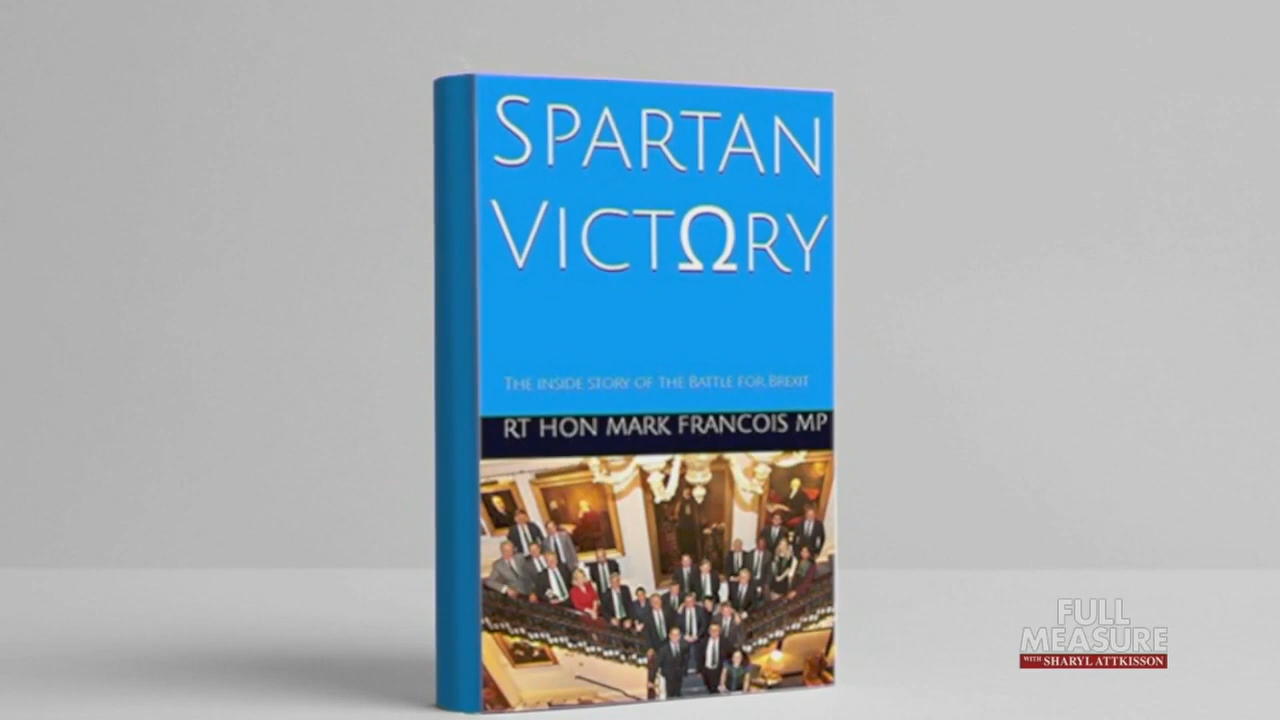 SPARTAN
VICTΩRY
THE INSIDE STORY OF THE BATTLE FOR BREXIT
RT HON MARK FRANCOIS MP
FULL
MEASURE
WITH SHARYL ATTKISSON